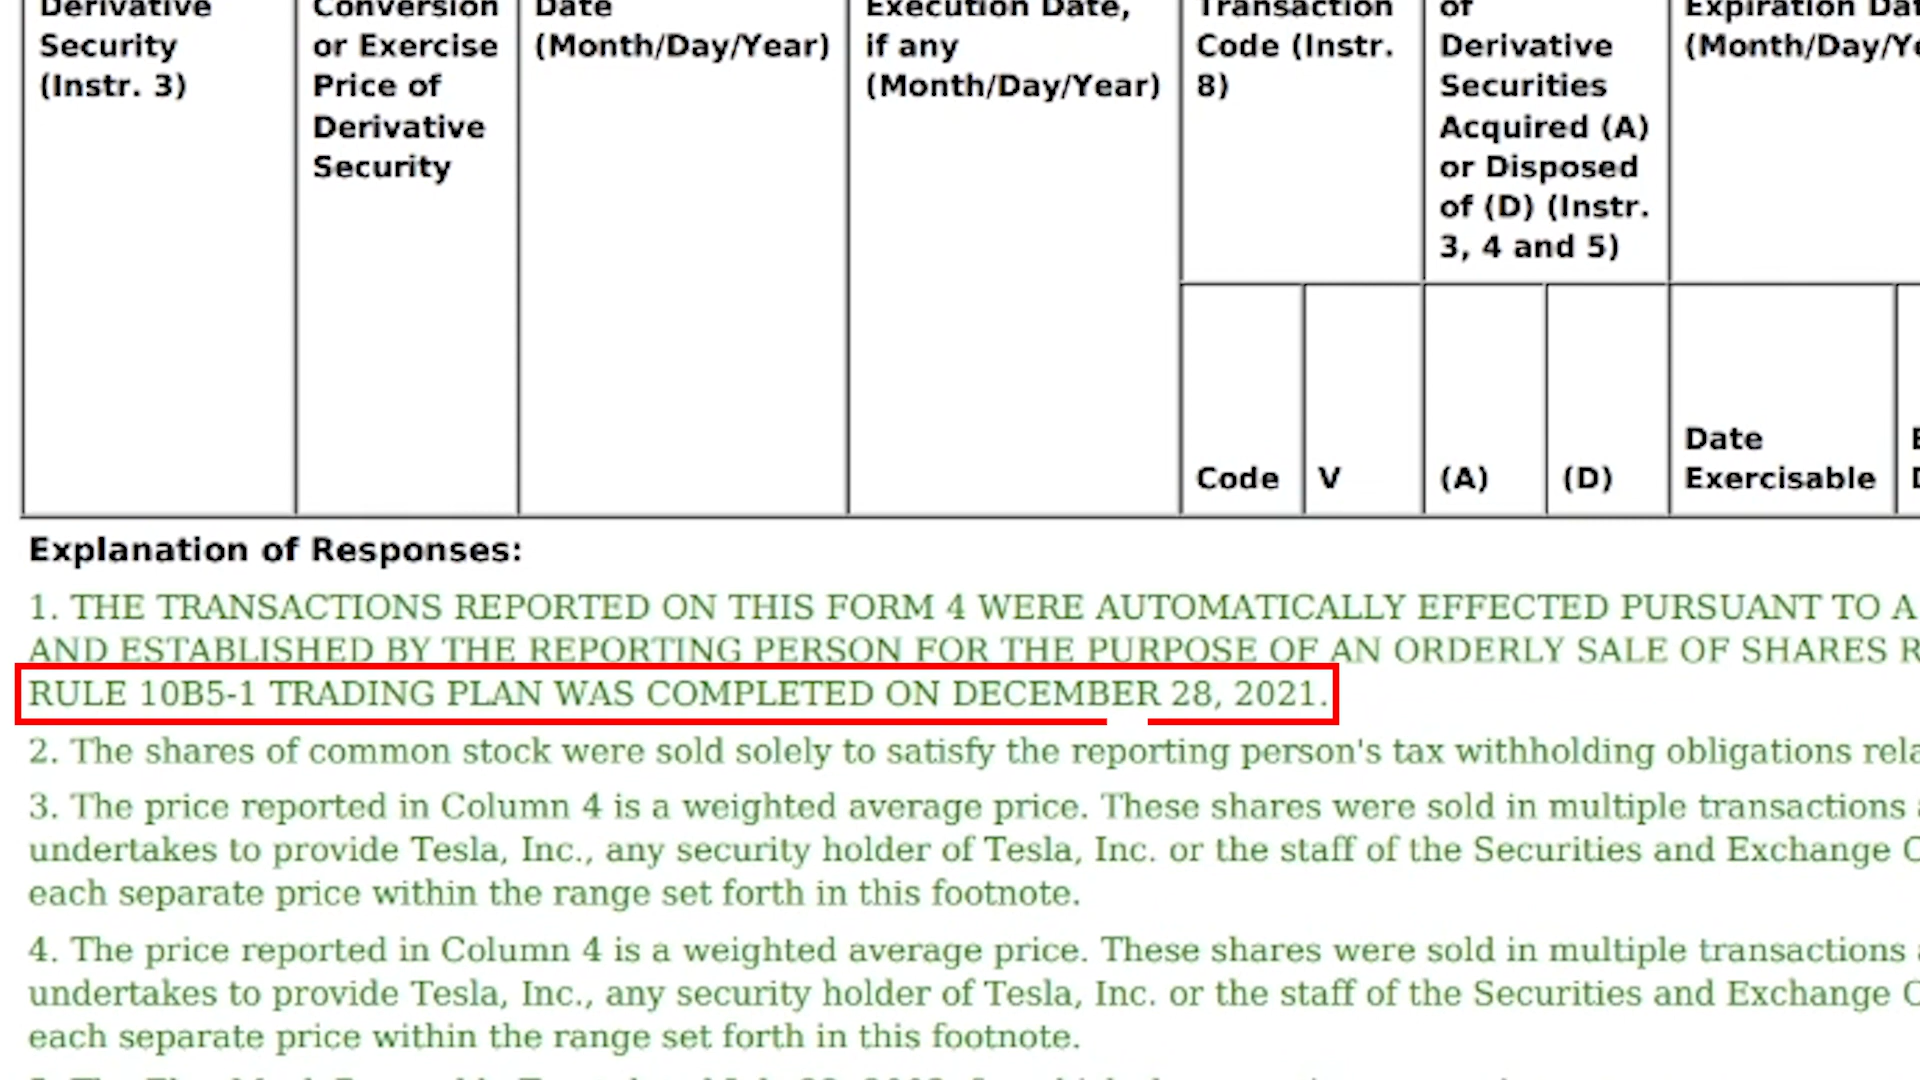 Derivative Security (Instr. 3)
Conversion or Exercise Price of Derivative Security
Date (Month/Day/Year)
Execution Date, if any (Month/Day/Year)
Transaction Code (Instr. 8)
of Derivative Securities Acquired (A) or Disposed of (D) (Instr. 3, 4 and 5)
Expiration
(Month/Day/
Code
V
(A)
(D)
Date Exercisable
Explanation of Responses:
1. THE TRANSACTIONS REPORTED ON THIS FORM 4 WERE AUTOMATICALLY EFFECTED PURSUANT TO A
AND ESTABLISHED BY THE REPORTING PERSON FOR THE PURPOSE OF AN ORDERLY SALE OF SHARES
RULE 10B5-1 TRADING PLAN WAS COMPLETED ON DECEMBER 28, 2021.
2. The shares of common stock were sold solely to satisfy the reporting person's tax withholding obligations
3. The price reported in Column 4 is a weighted average price. These shares were sold in multiple transactions
undertakes to provide Tesla, Inc., any security holder of Tesla, Inc. or the staff of the Securities and Exchange
each separate price within the range set forth in this footnote.
4. The price reported in Column 4 is a weighted average price. These shares were sold in multiple transactions
undertakes to provide Tesla, Inc., any security holder of Tesla, Inc. or the staff of the Securities and Exchange
each separate price within the range set forth in this footnote.